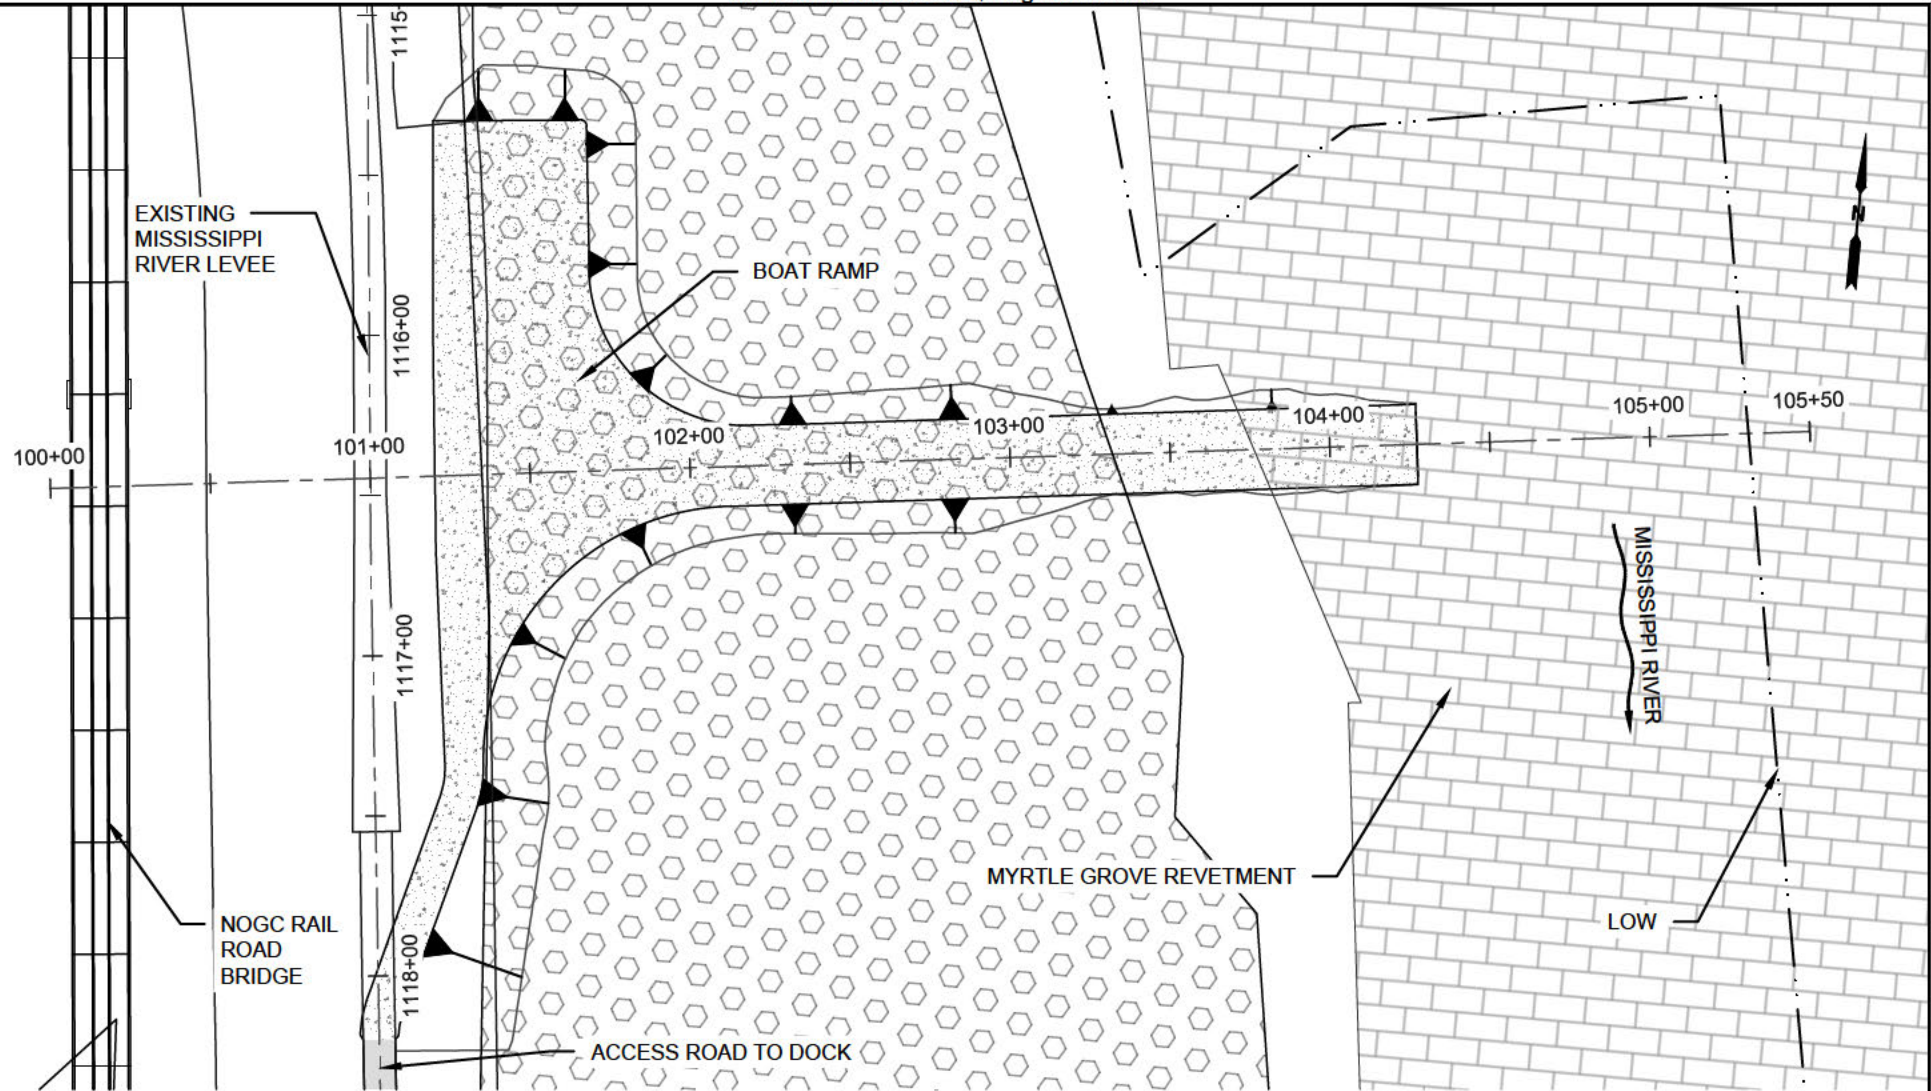 1115-
EXISTING
MISSISSIPPI
RIVER LEVEE
N
BOAT RAMP
1116+00
100+00
101+00
102+00
103+00
104+00
105+00
105+50
MISSISSIPPI RIVER
1117+00
MYRTLE GROVE REVETMENT
LOW
NOGC RAIL
ROAD
BRIDGE
1118+00
ACCESS ROAD TO DOCK